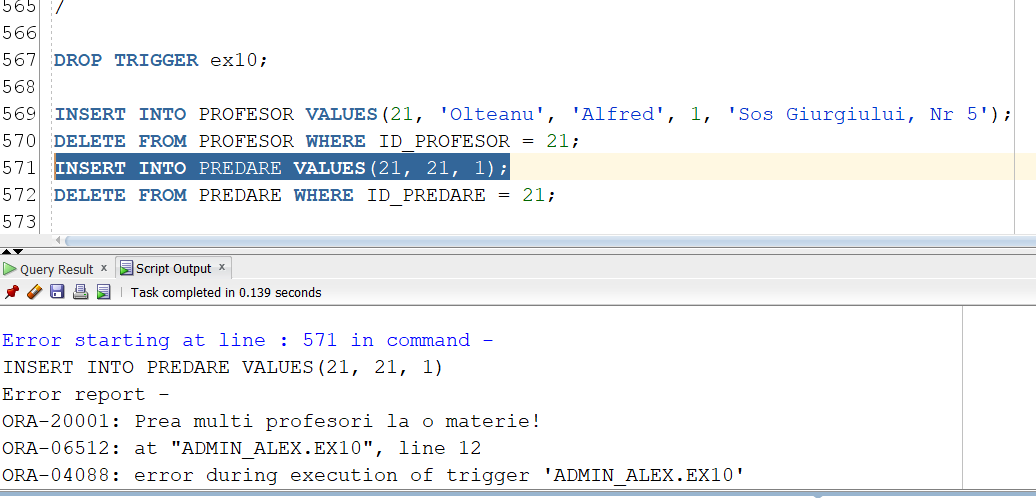 565 /
566
567 DROP TRIGGER ex10;
568
569 INSERT INTO PROFESOR VALUES(21, 'Olteanu', 'Alfred', 1, 'Sos Giurgiului, Nr 5');
570 DELETE FROM PROFESOR WHERE ID_PROFESOR = 21;
571 INSERT INTO PREDARE VALUES(21, 21, 1);
572 DELETE FROM PREDARE WHERE ID_PREDARE = 21;
573
Query Result x Script Output x
Task completed in 0.139 seconds
Error starting at line : 571 in command -
INSERT INTO PREDARE VALUES(21, 21, 1)
Error report -
ORA-20001: Prea multi profesori la o materie!
ORA-06512: at "ADMIN_ALEX.EX10", line 12
ORA-04088: error during execution of trigger 'ADMIN_ALEX.EX10'